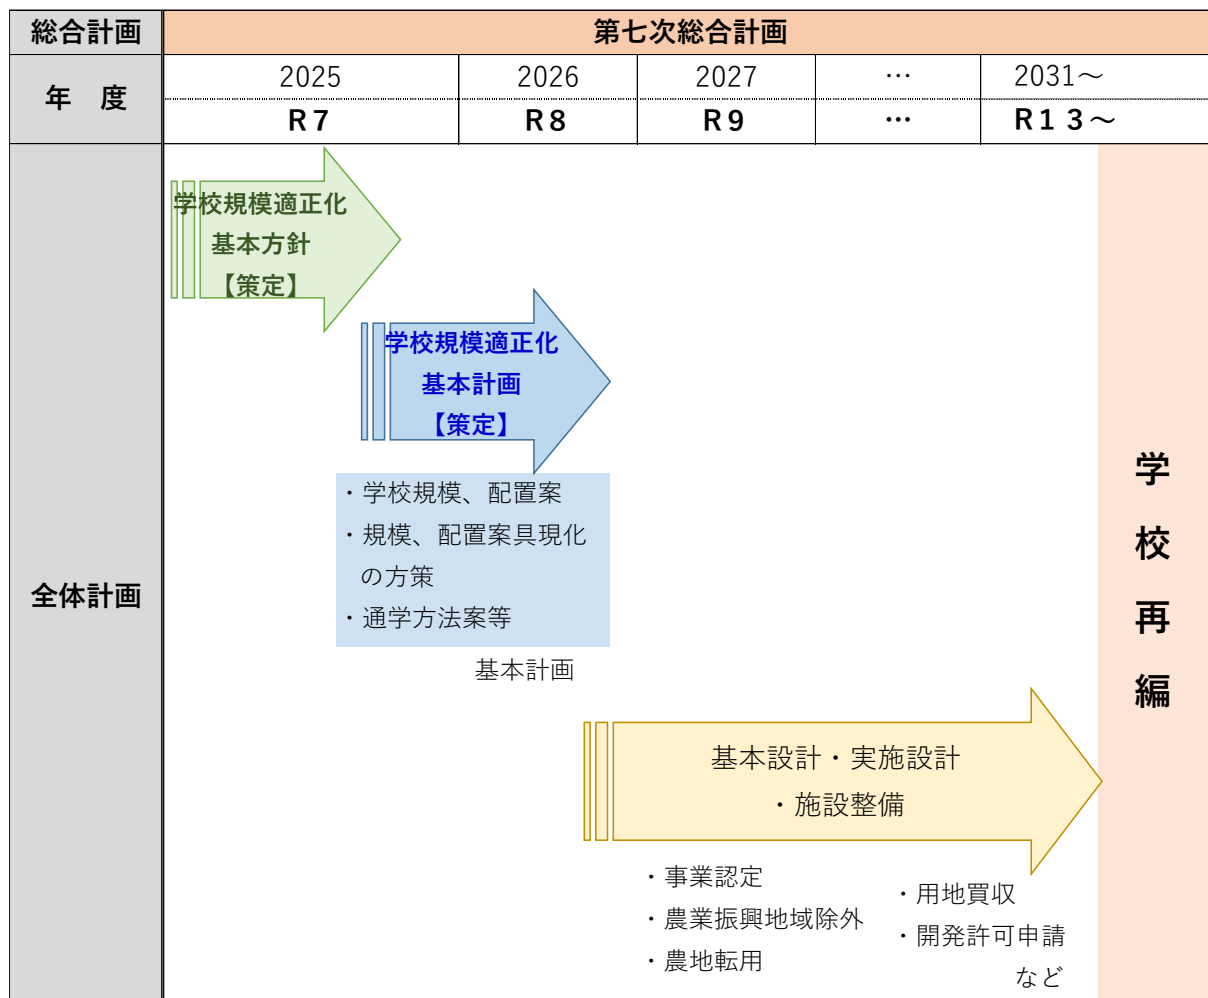 総合計画
第七次総合計画
年　度
2025
2026
2027
…
2031～
R７
R８
R９
…
R１３～
全体計画
学校規模適正化
基本方針
【策定】
学校規模適正化
基本計画
【策定】
・学校規模、配置案
・規模、配置案具現化
の方策
・通学方法案等
基本計画
基本設計・実施設計
・施設整備
・事業認定
・農業振興地域除外
・農地転用
・用地買収
・開発許可申請
など
学校再編